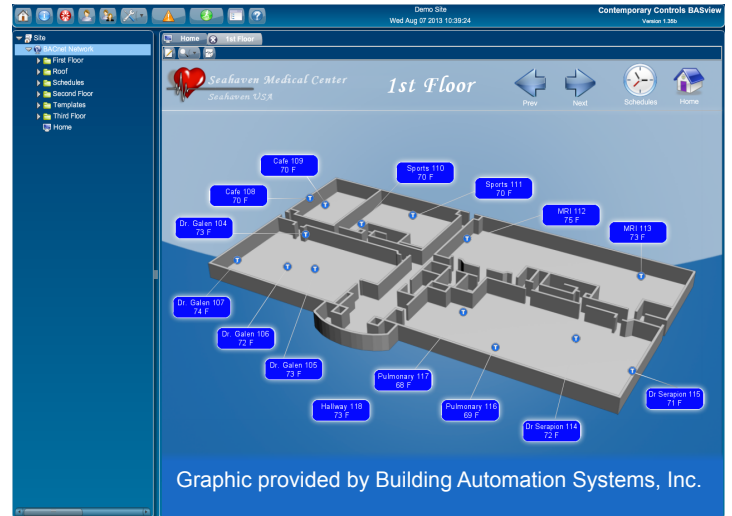 Demo Site
Wed Aug 07 2013 10:39:24
Contemporary Controls BASview
Version 1.35b
Site
BACnet Network
First Floor
Roof
Schedules
Second Floor
Templates
Third Floor
Home
Home
1st Floor
Seahaven Medical Center
Seahaven USA
1st Floor
Prev
Next
Schedules
Home
Cafe 109
70 F
Sports 110
70 F
Cafe 108
70 F
Sports 111
70 F
MRI 112
75 F
Dr. Galen 104
73 F
MRI 113
73 F
Dr. Galen 107
74 F
Dr. Galen 106
72 F
Dr. Galen 105
73 F
Pulmonary 117
68 F
Hallway 118
73 F
Pulmonary 116
69 F
Dr Serapion 115
71 F
Dr Serapion 114
72 F
Graphic provided by Building Automation Systems, Inc.